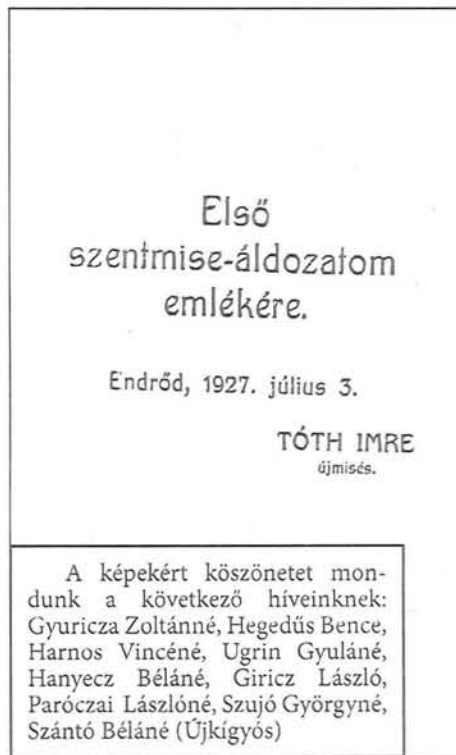 Első
szentmise-áldozatom
emlékére.
Endrőd, 1927. július 3.
TÓTH IMRE
újmisés.
A képekért köszönetet mon-
dunk a következő híveinknek:
Gyuricza Zoltánné, Hegedűs Bence,
Harnos Vincéné, Ugrin Gyuláné,
Hanyecz Béláné, Giricz László,
Paróczai Lászlóné, Szujó Györgyné,
Szántó Béláné (Újkígyós)